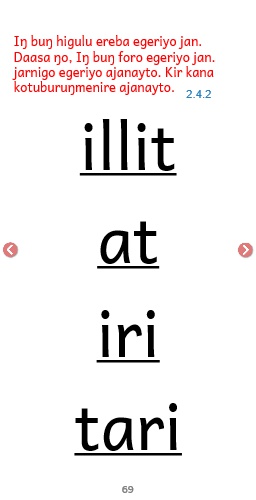 Iŋ buŋ higulu ereba egeriyo jan.
Daasa ŋo, Iŋ buŋ foro egeriyo jan.
jarnigo egeriyo ajanayto. Kir kana
kotuburuŋmenire ajanayto.
2.4.2
illit
at
iri
tari
69